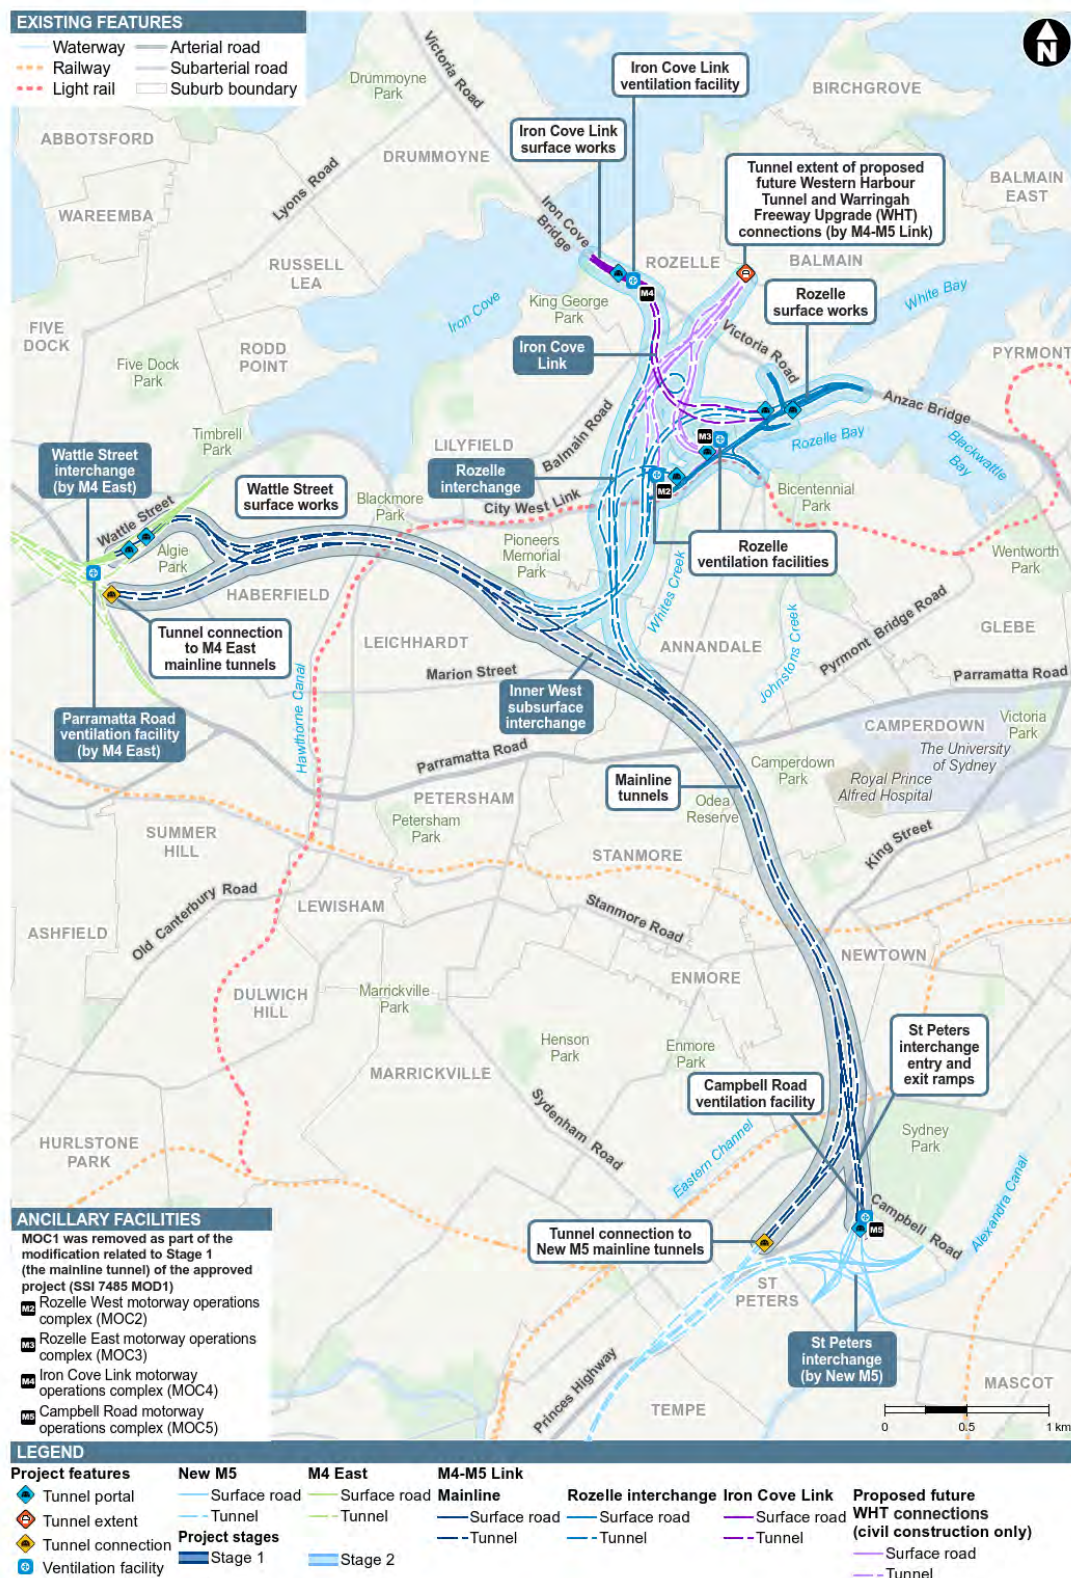 EXISTING FEATURES
Waterway
Arterial road
Railway
Subarterial road
Light rail
Suburb boundary
N
Victoria Road
Drummoyne
Park
Iron Cove Link
ventilation facility
BIRCHGROVE
ABBOTSFORD
DRUMMOYNE
Iron Cove Link
surface works
Tunnel extent of proposed
future Western Harbour
Tunnel and Warringah
Freeway Upgrade (WHT)
connections (by M4-M5 Link)
BALMAIN
EAST
Lyons Road
WAREEMBA
Iron Cove
Bridge
RUSSELL
LEA
ROZELLE
BALMAIN
King George
Park
M4
Rozelle
surface works
White Bay
Iron Cove
FIVE
DOCK
RODD
POINT
Five Dock
Park
Iron Cove
Link
Victoria Road
PYRMONT
Anzac Bridge
Balmain Road
Timbrell
Park
LILYFIELD
M3
Rozelle Bay
Blackwattle
Bay
Wattle Street
interchange
(by M4 East)
Wattle Street
surface works
Rozelle
interchange
Blackmore
Park
City West Link
M2
Bicentennial
Park
Wattle Street
Algie
Park
Pioneers
Memorial
Park
Rozelle
ventilation facilities
Wentworth
Park
HABERFIELD
Whites Creek
Tunnel connection
to M4 East
mainline tunnels
LEICHHARDT
ANNANDALE
Johnstons Creek
Pyrmont Bridge Road
GLEBE
Marion Street
Parramatta Road
Hawthorne Canal
Inner West
subsurface
interchange
Parramatta Road
ventilation facility
(by M4 East)
CAMPERDOWN
Victoria
Park
Parramatta Road
The University
of Sydney
Camperdown
Park
Mainline
tunnels
Royal Prince
Alfred Hospital
PETERSHAM
Odea
Reserve
SUMMER
HILL
Petersham
Park
King Street
STANMORE
Old Canterbury Road
LEWISHAM
Stanmore Road
ASHFIELD
NEWTOWN
ENMORE
DULWICH
HILL
Marrickville
Park
St Peters
interchange
entry and
exit ramps
Henson
Park
Enmore
Park
MARRICKVILLE
Campbell Road
ventilation facility
Sydenham Road
Sydney
Park
HURLSTONE
PARK
Eastern Channel
Alexandra Canal
Campbell Road
M5
Tunnel connection to
New M5 mainline tunnels
ST
PETERS
St Peters
interchange
(by New M5)
Princes Highway
MASCOT
TEMPE
0 0.5 1 km
ANCILLARY FACILITIES
MOC1 was removed as part of the
modification related to Stage 1
(the mainline tunnel) of the approved
project (SSI 7485 MOD1)
M2 Rozelle West motorway operations
complex (MOC2)
M3 Rozelle East motorway operations
complex (MOC3)
M4 Iron Cove Link motorway
operations complex (MOC4)
M5 Campbell Road motorway
operations complex (MOC5)
LEGEND
Project features
Tunnel portal
Tunnel extent
Tunnel connection
Ventilation facility
New M5
Surface road
Tunnel
Project stages
Stage 1
Stage 2
M4 East
Surface road
Tunnel
M4-M5 Link
Mainline
Surface road
Tunnel
Rozelle interchange
Surface road
Tunnel
Iron Cove Link
Surface road
Tunnel
Proposed future
WHT connections
(civil construction only)
Surface road
Tunnel